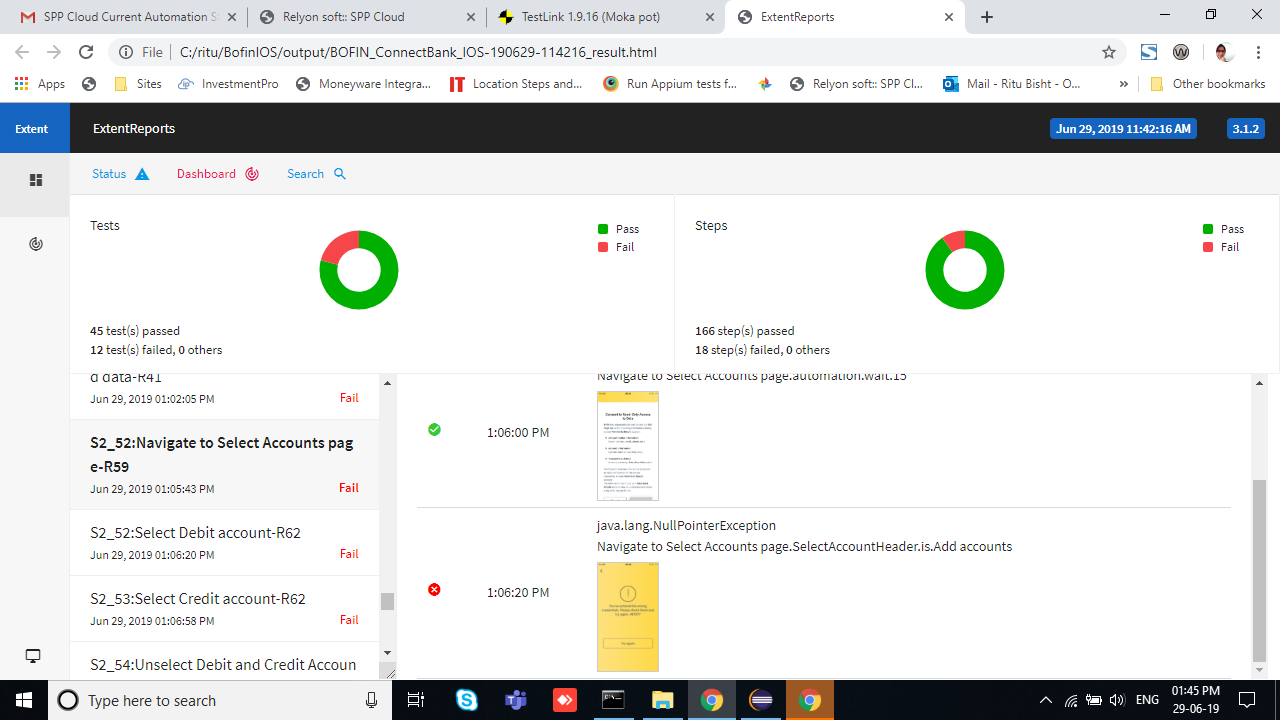 SPP Cloud Current Automation S
Relyon soft:: SPP Cloud
TestLink 1.9.16 (Moka pot)
ExtentReports
File
C:/ritu/BofinIOS/output/BOFIN_ConnectBank_IOS-190629-114216_result.html
Apps
Sites
InvestmentPro
Moneyware Integra...
IT
Location Steps and...
Run Appium tests f...
Relyon soft:: SPP Cl...
Mail - Ritu Bisht - O...
»
Other bookmarks
Extent
ExtentReports
Jun 29, 2019 11:42:16 AM
3.1.2
Status
Dashboard
Search
Tests
Pass
Fail
45 test(s) passed
12 test(s) failed, 0 others
Steps
Pass
Fail
166 step(s) passed
18 step(s) failed, 0 others
d data-R41
Jun 29, 2019 01:02:05 PM
Fail
S2_52:Navigate to Select Accounts pag
e-R59
Jun 29, 2019 01:05:12 PM
Fail
S2_52:Select Debit account-R62
Jun 29, 2019 01:06:20 PM
Fail
S2_53:Select credit account-R62
Jun 29, 2019 01:06:38 PM
Fail
S2_54:Unselect Debit and Credit Accoun
Navigate to Select Accounts page.automation.wait.15
1:06:00 PM
java.lang.NullPointerException
Navigate to Select Accounts page.SelectAccountHeader.is.Add accounts
1:06:20 PM
Type here to search
ENG
01:45 PM
29-06-19